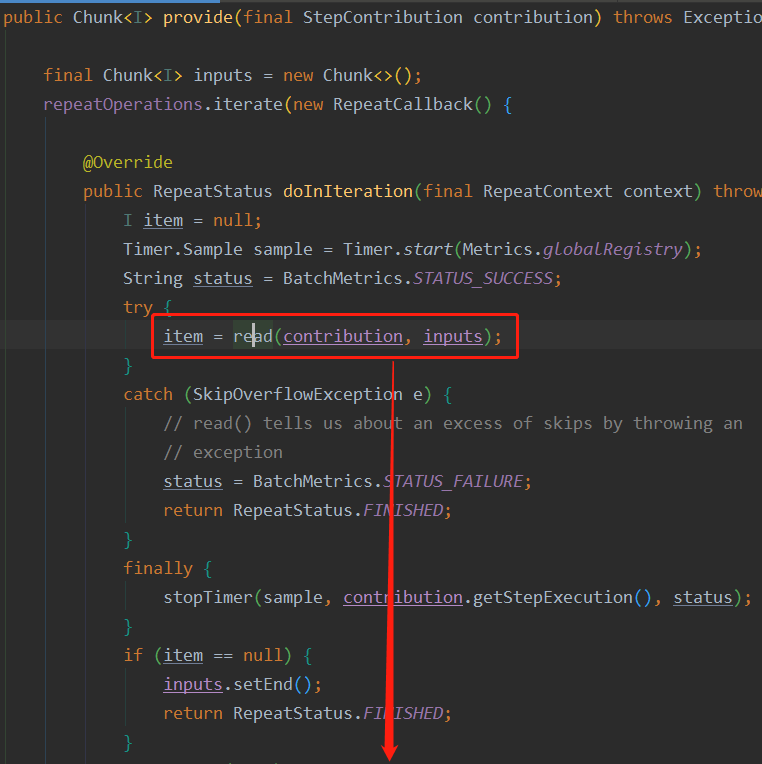 public Chunk<I> provide(final StepContribution contribution) throws Exceptio
final Chunk<I> inputs = new Chunk<>();
repeatOperations.iterate(new RepeatCallback() {
@Override
public RepeatStatus doInIteration(final RepeatContext context) throw
I item = null;
Timer.Sample sample = Timer.start(Metrics.globalRegistry);
String status = BatchMetrics.STATUS_SUCCESS;
try {
item = read(contribution, inputs);
}
catch (SkipOverflowException e) {
// read() tells us about an excess of skips by throwing an
// exception
status = BatchMetrics.STATUS_FAILURE;
return RepeatStatus.FINISHED;
}
finally {
stopTimer(sample, contribution.getStepExecution(), status);
}
if (item == null) {
inputs.setEnd();
return RepeatStatus.FINISHED;
}